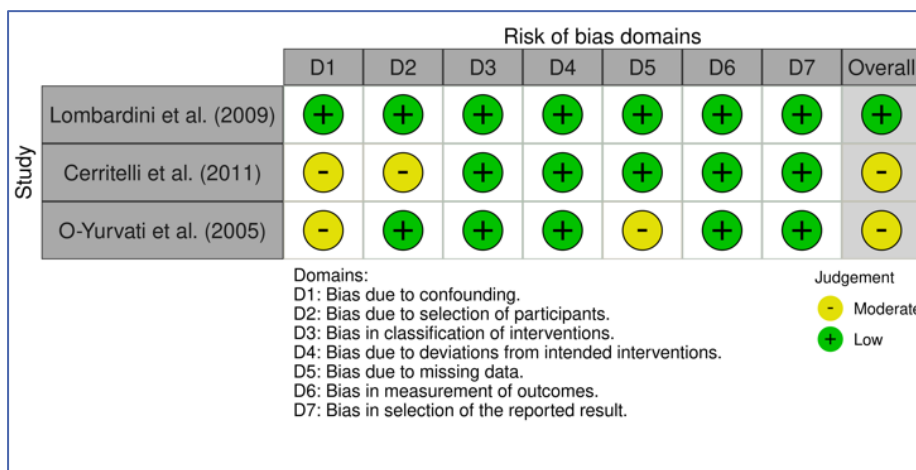 Risk of bias domains
D1 D2 D3 D4 D5 D6 D7 Overall
Study
Lombardini et al. (2009) + + + + + + + +
Cerritelli et al. (2011) - - + + + + + -
O-Yurvati et al. (2005) - + + + - + + -
Domains:
D1: Bias due to confounding.
D2: Bias due to selection of participants.
D3: Bias in classification of interventions.
D4: Bias due to deviations from intended interventions.
D5: Bias due to missing data.
D6: Bias in measurement of outcomes.
D7: Bias in selection of the reported result.
Judgement
- Moderate
+ Low